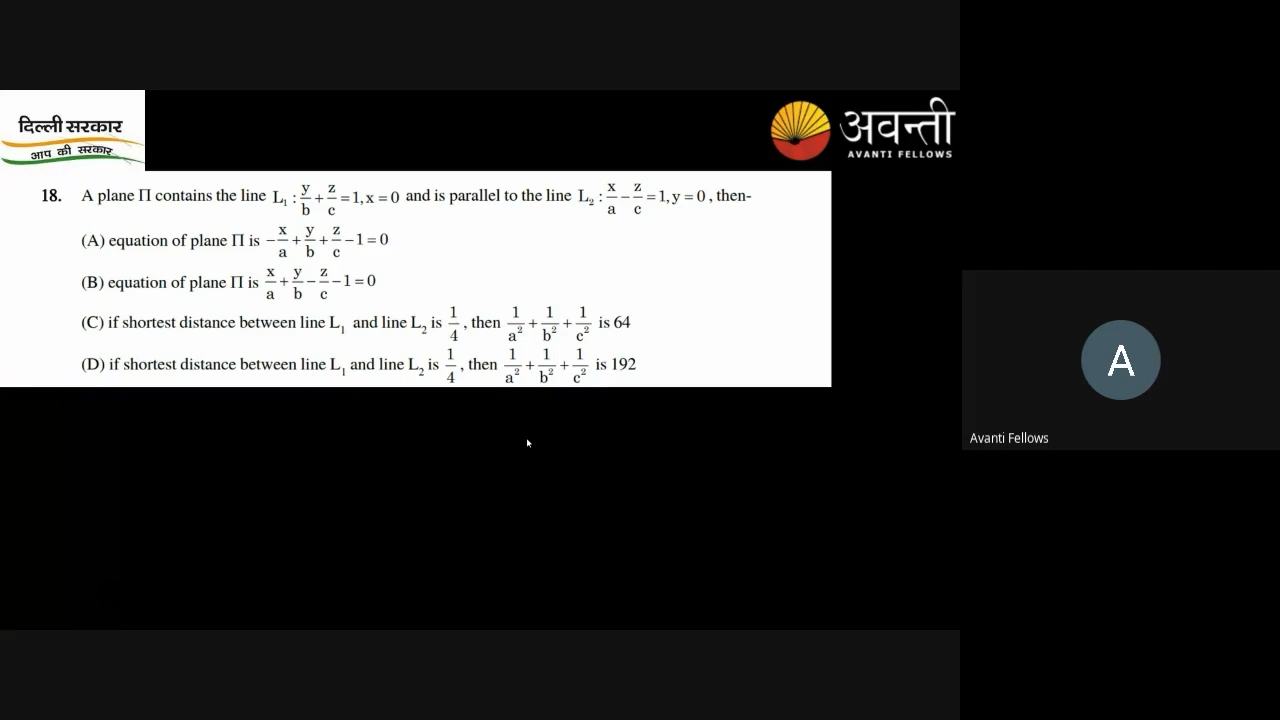 दिल्ली सरकार
आप की सरकार
अवन्ती
AVANTI FELLOWS
18. A plane Π contains the line L₁ : y/b + z/c = 1, x = 0 and is parallel to the line L₂ : x/a − z/c = 1, y = 0 , then-
(A) equation of plane Π is −x/a + y/b + z/c − 1 = 0
(B) equation of plane Π is x/a + y/b − z/c − 1 = 0
(C) if shortest distance between line L₁ and line L₂ is 1/4 , then 1/a² + 1/b² + 1/c² is 64
(D) if shortest distance between line L₁ and line L₂ is 1/4 , then 1/a² + 1/b² + 1/c² is 192
A
Avanti Fellows